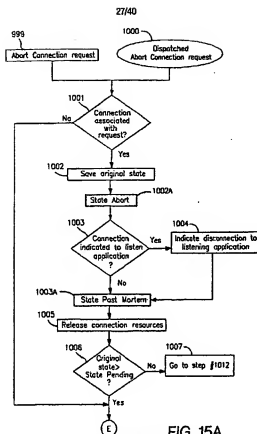 27/40
999
Abort Connection request
1000
Dispatched
Abort Connection request
1001
Connection
associated
with
request?
No
Yes
1002
Save original state
1002A
State Abort
1003
Connection
indicated to listen
application
?
Yes
1004
Indicate disconnection to
listening application
No
1003A
State Post Mortem
1005
Release connection resources
1006
Original
state>
State Pending
?
No
1007
Go to step #1012
Yes
E
FIG. 15A